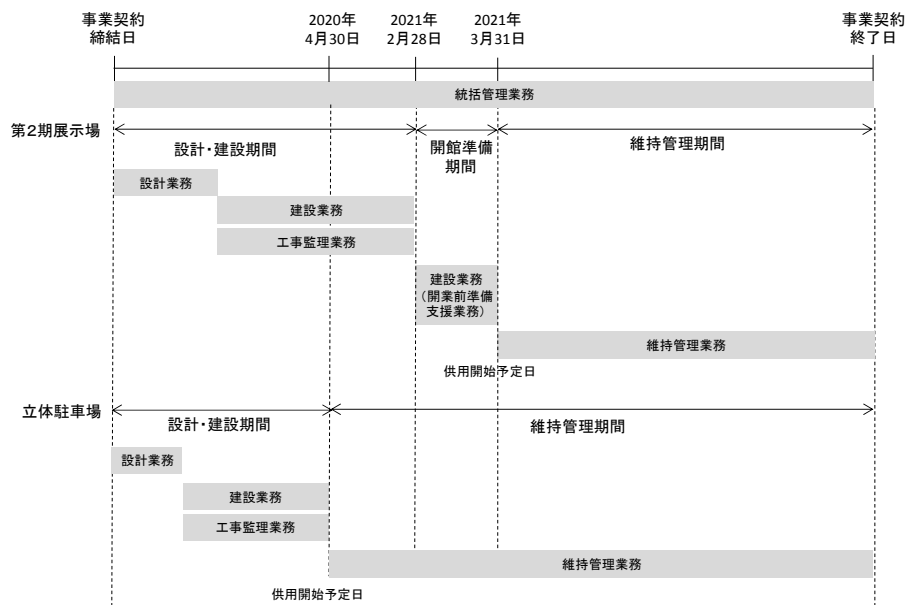 事業契約
締結日
2020年
4月30日
2021年
2月28日
2021年
3月31日
事業契約
終了日
統括管理業務
第2期展示場
設計・建設期間
開館準備
期間
維持管理期間
設計業務
建設業務
工事監理業務
建設業務
(開業前準備
支援業務)
維持管理業務
供用開始予定日
立体駐車場
設計・建設期間
維持管理期間
設計業務
建設業務
工事監理業務
維持管理業務
供用開始予定日